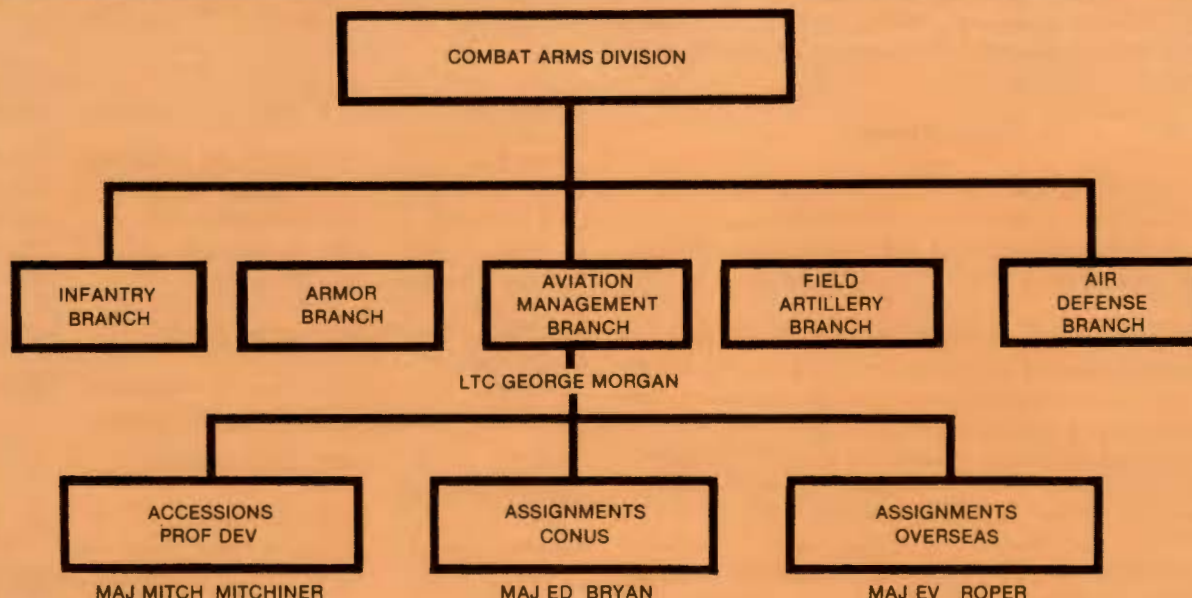 COMBAT ARMS DIVISION
INFANTRY
BRANCH
ARMOR
BRANCH
AVIATION
MANAGEMENT
BRANCH
FIELD
ARTILLERY
BRANCH
AIR
DEFENSE
BRANCH
LTC GEORGE MORGAN
ACCESSIONS
PROF DEV
ASSIGNMENTS
CONUS
ASSIGNMENTS
OVERSEAS
MAJ MITCH MITCHINER
MAJ ED BRYAN
MAJ EV ROPER